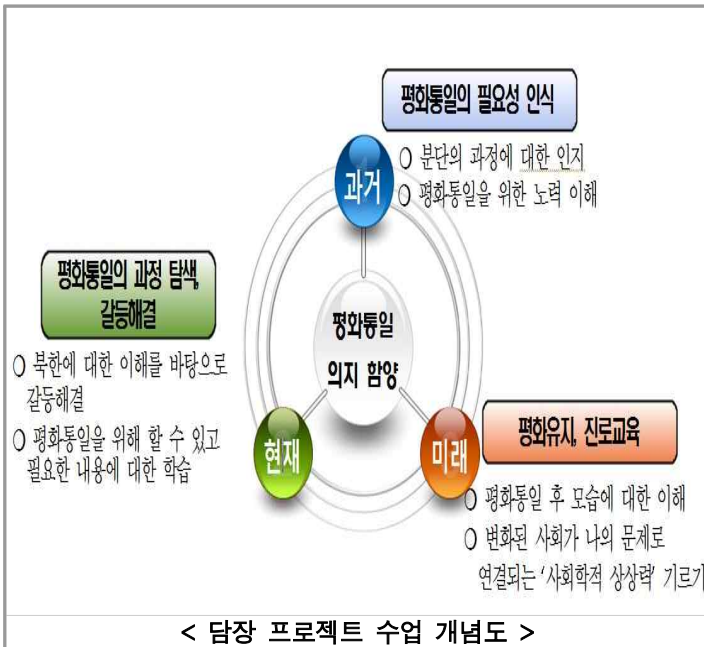 평화통일의 필요성 인식
○ 분단의 과정에 대한 인지
○ 평화통일을 위한 노력 이해
과거
평화통일의 과정 탐색,
갈등해결
○ 북한에 대한 이해를 바탕으로
갈등해결
○ 평화통일을 위해 할 수 있고
필요한 내용에 대한 학습
현재
평화통일
의지 함양
미래
평화유지, 진로교육
○ 평화통일 후 모습에 대한 이해
○ 변화된 사회가 나의 문제로
연결되는 '사회학적 상상력' 기르기
< 담장 프로젝트 수업 개념도 >